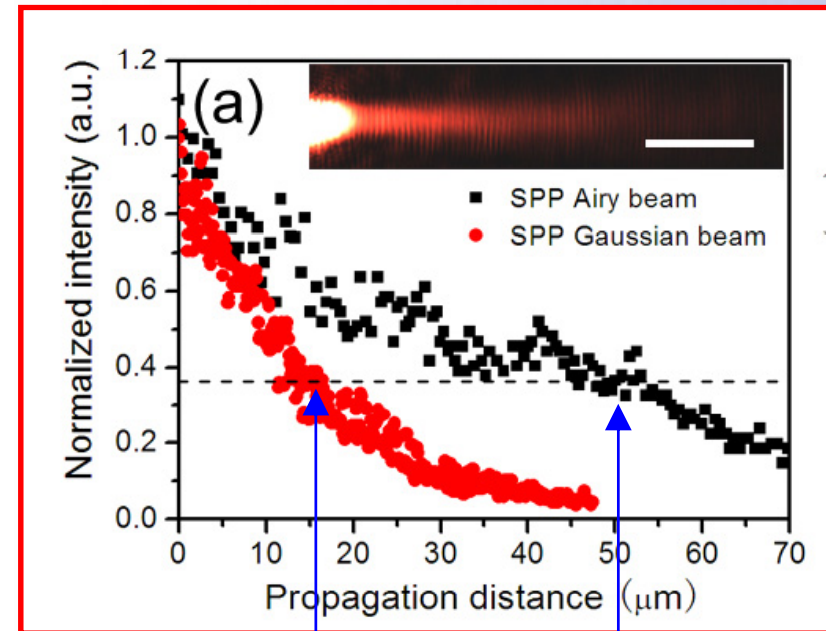 (a)
SPP Airy beam
SPP Gaussian beam
Normalized intensity (a.u.)
1.2
1.0
0.8
0.6
0.4
0.2
0.0
0 10 20 30 40 50 60 70
Propagation distance (μm)